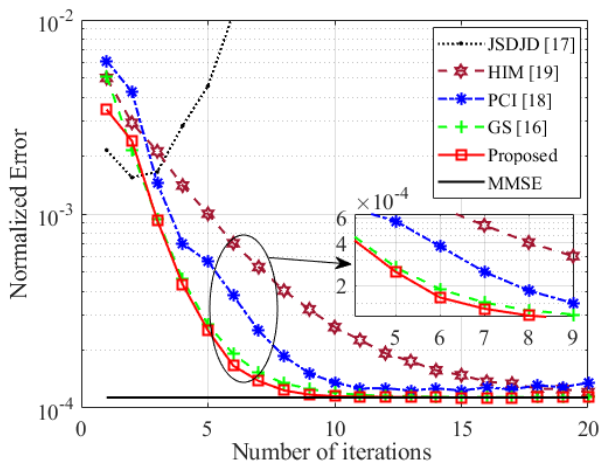 10^-2
JSDJD [17]
HIM [19]
PCI [18]
GS [16]
Proposed
MMSE
Normalized Error
10^-3
×10^-4
6
4
2
5 6 7 8 9
10^-4
0 5 10 15 20
Number of iterations